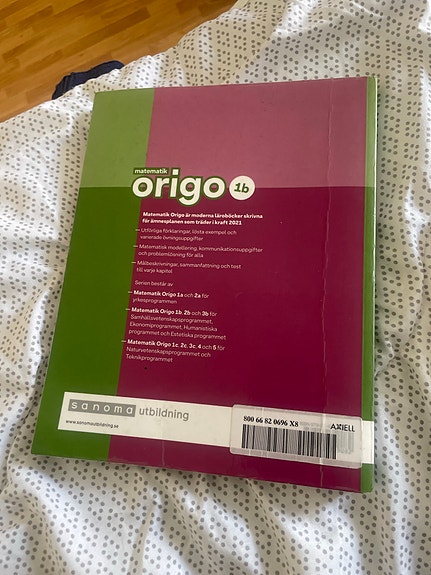 matematik
origo 1b
Matematik Origo är moderna läroböcker skrivna
för ämnesplanen som träder i kraft 2021
— Utförliga förklaringar, lösta exempel och
varierade övningsuppgifter
— Matematisk modellering, kommunikationsuppgifter
och problemlösning för alla
— Målbeskrivningar, sammanfattning och test
till varje kapitel
Serien består av
— Matematik Origo 1a och 2a för
yrkesprogrammen
— Matematik Origo 1b, 2b och 3b för
Samhällsvetenskapsprogrammet,
Ekonomiprogrammet, Humanistiska
programmet och Estetiska programmet
— Matematik Origo 1c, 2c, 3c, 4 och 5 för
Naturvetenskapsprogrammet och
Teknikprogrammet
sanoma utbildning
www.sanomautbildning.se
800 66 82 0696 X8
AXIELL